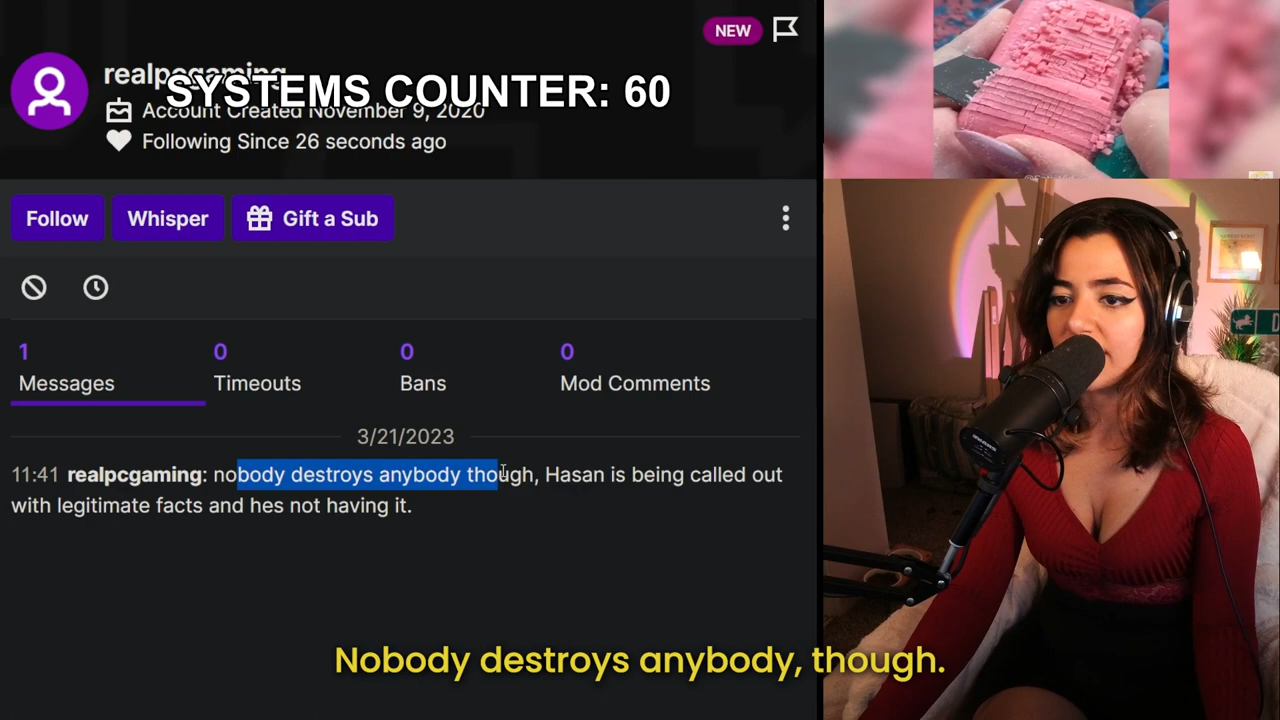 NEW
realpcgaming
SYSTEMS COUNTER: 60
Account Created November 9, 2020
Following Since 26 seconds ago
Follow
Whisper
Gift a Sub
1
0
0
0
Messages
Timeouts
Bans
Mod Comments
3/21/2023
11:41 realpcgaming: nobody destroys anybody though, Hasan is being called out
with legitimate facts and hes not having it.
Nobody destroys anybody, though.